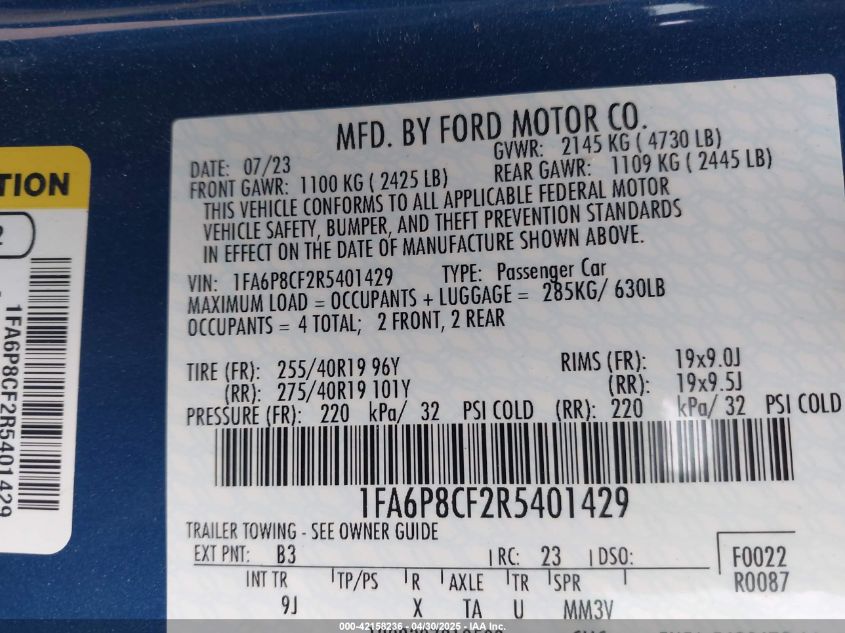 MFD. BY FORD MOTOR CO.
DATE: 07/23
GVWR: 2145 KG ( 4730 LB)
FRONT GAWR: 1100 KG ( 2425 LB)
REAR GAWR: 1109 KG ( 2445 LB)
THIS VEHICLE CONFORMS TO ALL APPLICABLE FEDERAL MOTOR
VEHICLE SAFETY, BUMPER, AND THEFT PREVENTION STANDARDS
IN EFFECT ON THE DATE OF MANUFACTURE SHOWN ABOVE.
VIN: 1FA6P8CF2R5401429 TYPE: Passenger Car
MAXIMUM LOAD = OCCUPANTS + LUGGAGE = 285KG/ 630LB
OCCUPANTS = 4 TOTAL; 2 FRONT, 2 REAR
TIRE (FR): 255/40R19 96Y RIMS (FR): 19x9.0J
(RR): 275/40R19 101Y (RR): 19x9.5J
PRESSURE (FR): 220 kPa/ 32 PSI COLD (RR): 220 kPa/ 32 PSI COLD
1FA6P8CF2R5401429
TRAILER TOWING - SEE OWNER GUIDE
EXT PNT: B3 RC: 23 DSO: F0022
INT TR TP/PS R AXLE TR SPR R0087
9J X TA U MM3V
TION
2
1FA6P8CF2R5401429
000-42158236 - 04/30/2025 - IAA Inc.